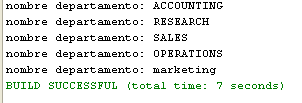 nombre departamento: ACCOUNTING
nombre departamento: RESEARCH
nombre departamento: SALES
nombre departamento: OPERATIONS
nombre departamento: marketing
BUILD SUCCESSFUL (total time: 7 seconds)